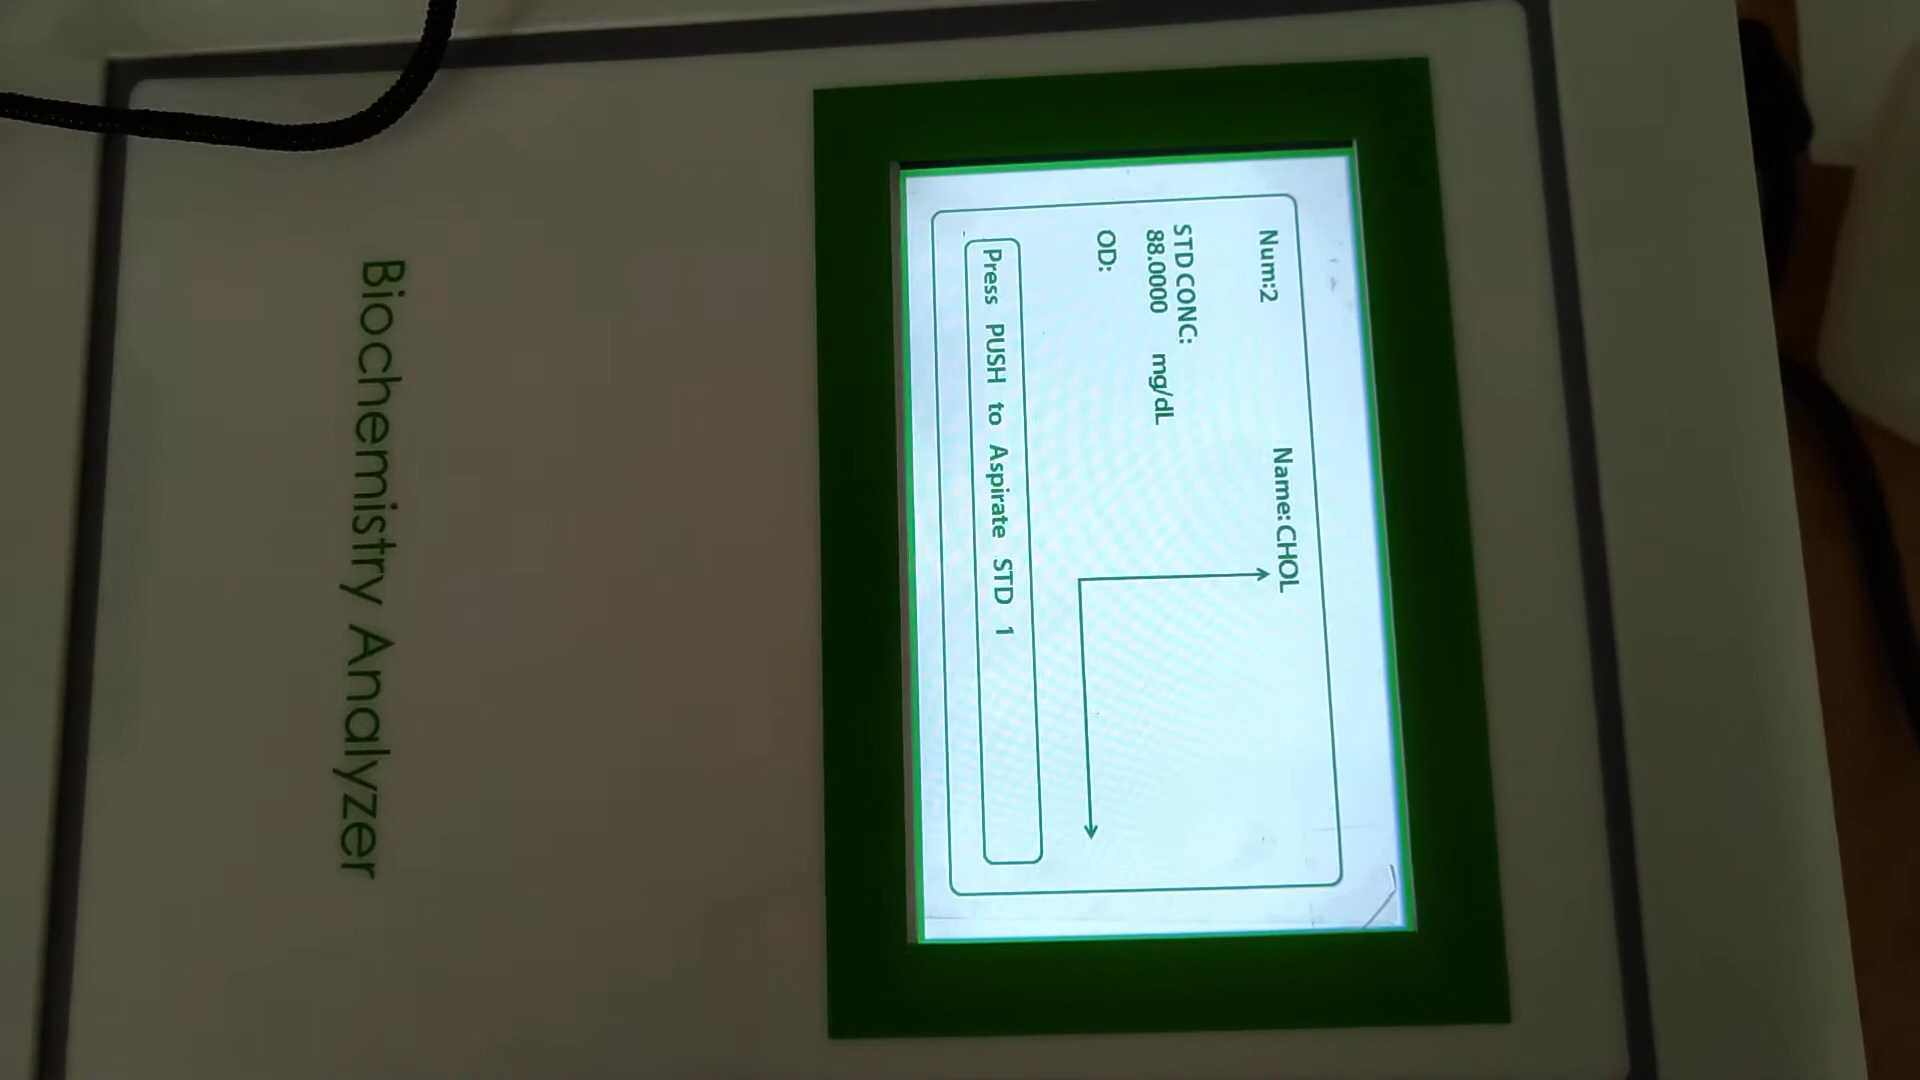 Num:2 Name:CHOL
STD CONC:
88.0000 mg/dL
OD:
Press PUSH to Aspirate STD 1
Biochemistry Analyzer